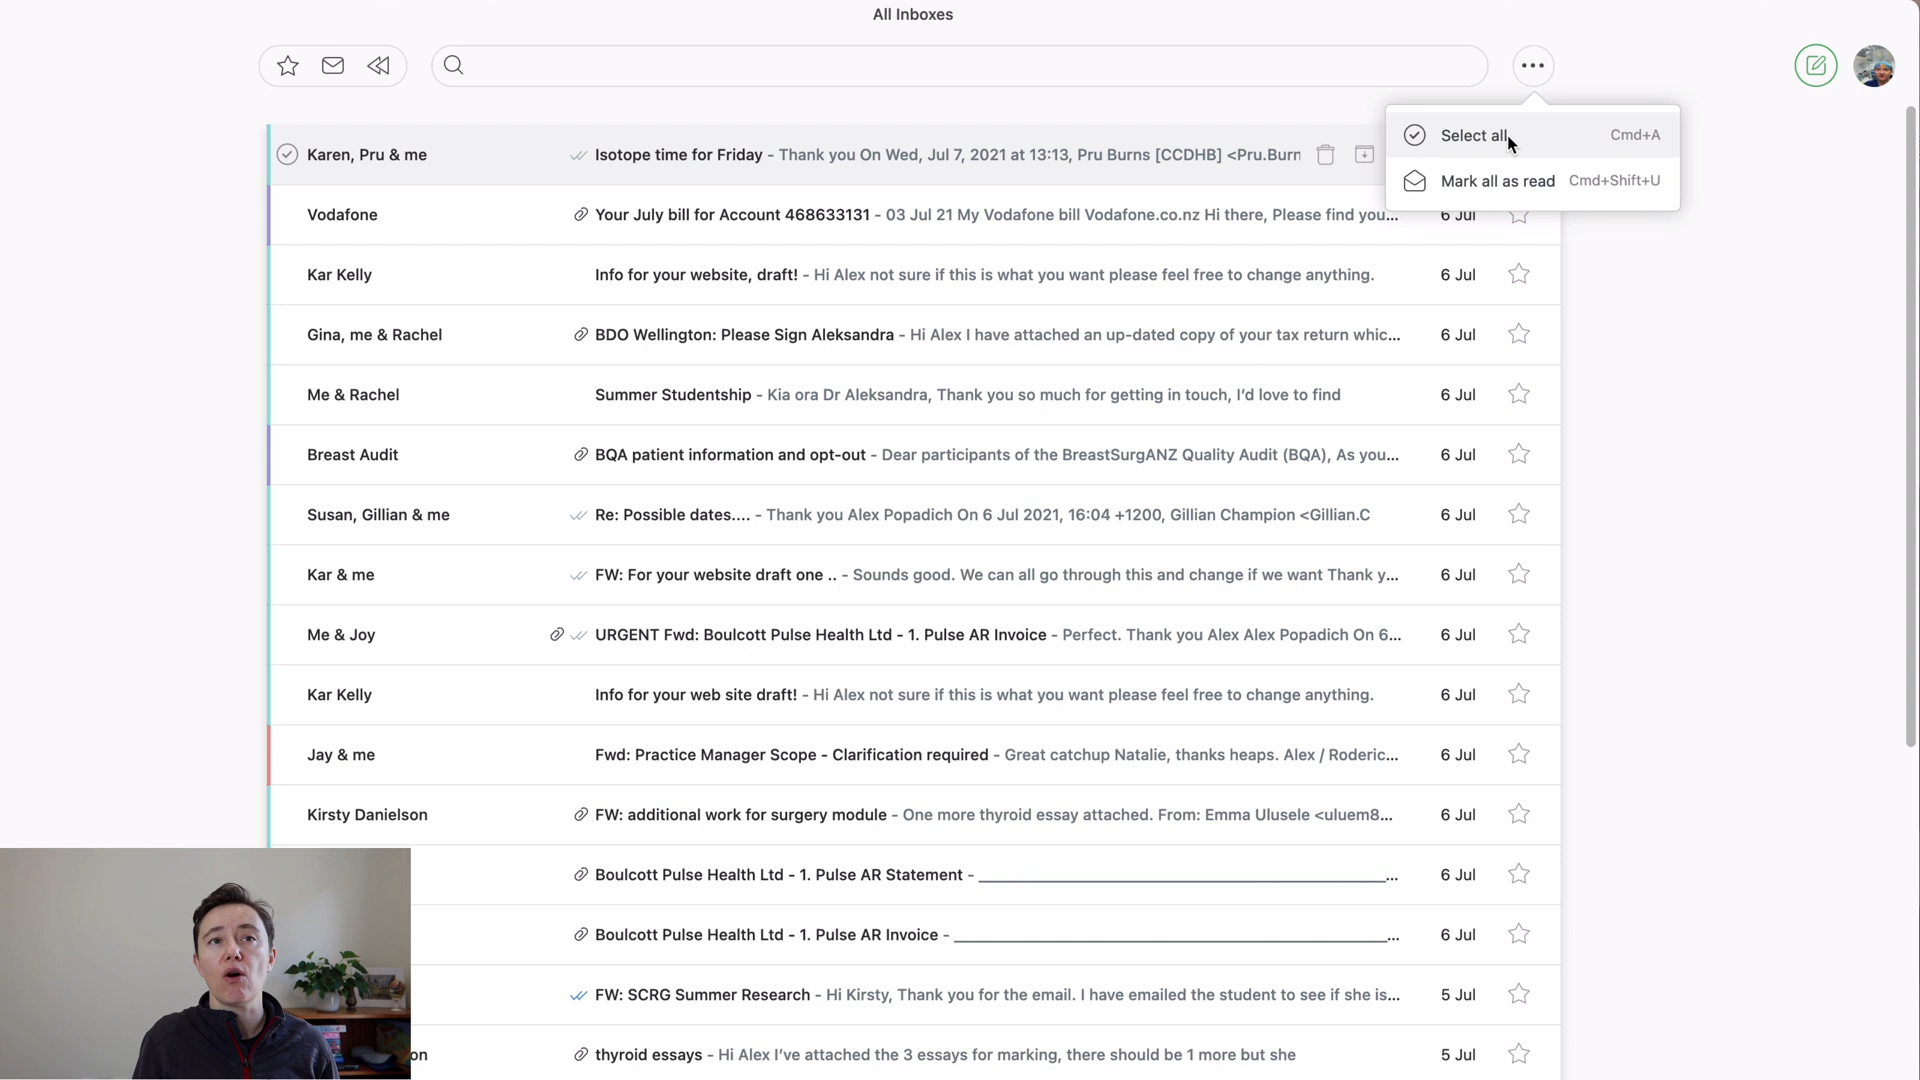 All Inboxes
Select all Cmd+A
Mark all as read Cmd+Shift+U
Karen, Pru & me Isotope time for Friday - Thank you On Wed, Jul 7, 2021 at 13:13, Pru Burns [CCDHB] <Pru.Burn
Vodafone Your July bill for Account 468633131 - 03 Jul 21 My Vodafone bill Vodafone.co.nz Hi there, Please find you... 6 Jul
Kar Kelly Info for your website, draft! - Hi Alex not sure if this is what you want please feel free to change anything. 6 Jul
Gina, me & Rachel BDO Wellington: Please Sign Aleksandra - Hi Alex I have attached an up-dated copy of your tax return whic... 6 Jul
Me & Rachel Summer Studentship - Kia ora Dr Aleksandra, Thank you so much for getting in touch, I'd love to find 6 Jul
Breast Audit BQA patient information and opt-out - Dear participants of the BreastSurgANZ Quality Audit (BQA), As you... 6 Jul
Susan, Gillian & me Re: Possible dates.... - Thank you Alex Popadich On 6 Jul 2021, 16:04 +1200, Gillian Champion <Gillian.C 6 Jul
Kar & me FW: For your website draft one .. - Sounds good. We can all go through this and change if we want Thank y... 6 Jul
Me & Joy URGENT Fwd: Boulcott Pulse Health Ltd - 1. Pulse AR Invoice - Perfect. Thank you Alex Alex Popadich On 6... 6 Jul
Kar Kelly Info for your web site draft! - Hi Alex not sure if this is what you want please feel free to change anything. 6 Jul
Jay & me Fwd: Practice Manager Scope - Clarification required - Great catchup Natalie, thanks heaps. Alex / Roderic... 6 Jul
Kirsty Danielson FW: additional work for surgery module - One more thyroid essay attached. From: Emma Ulusele <uluem8... 6 Jul
Boulcott Pulse Health Ltd - 1. Pulse AR Statement - ________________... 6 Jul
Boulcott Pulse Health Ltd - 1. Pulse AR Invoice - ________________... 6 Jul
FW: SCRG Summer Research - Hi Kirsty, Thank you for the email. I have emailed the student to see if she is... 5 Jul
on thyroid essays - Hi Alex I've attached the 3 essays for marking, there should be 1 more but she 5 Jul